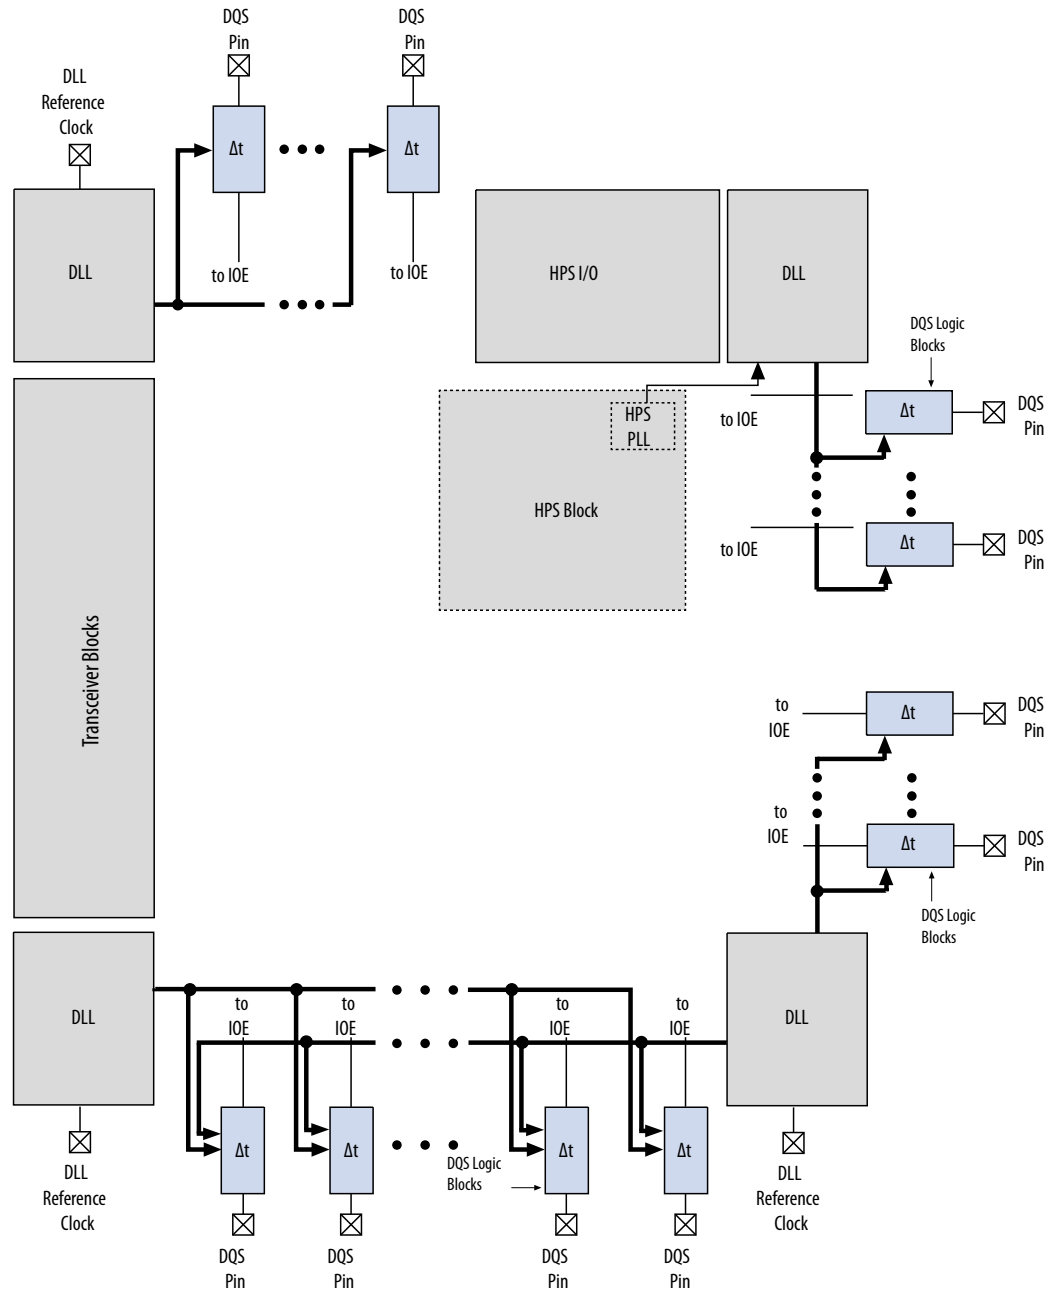 DQS
Pin
DQS
Pin
DLL
Reference
Clock
Δt
Δt
DLL
to IOE
to IOE
HPS I/O
DLL
DQS Logic
Blocks
HPS
PLL
to IOE
Δt
DQS
Pin
HPS Block
to IOE
Δt
DQS
Pin
Transceiver Blocks
to
IOE
Δt
DQS
Pin
to
IOE
Δt
DQS
Pin
DQS Logic
Blocks
DLL
to
IOE
to
IOE
to
IOE
to
IOE
DLL
Δt
Δt
Δt
Δt
DQS Logic
Blocks
DLL
Reference
Clock
DLL
Reference
Clock
DQS
Pin
DQS
Pin
DQS
Pin
DQS
Pin